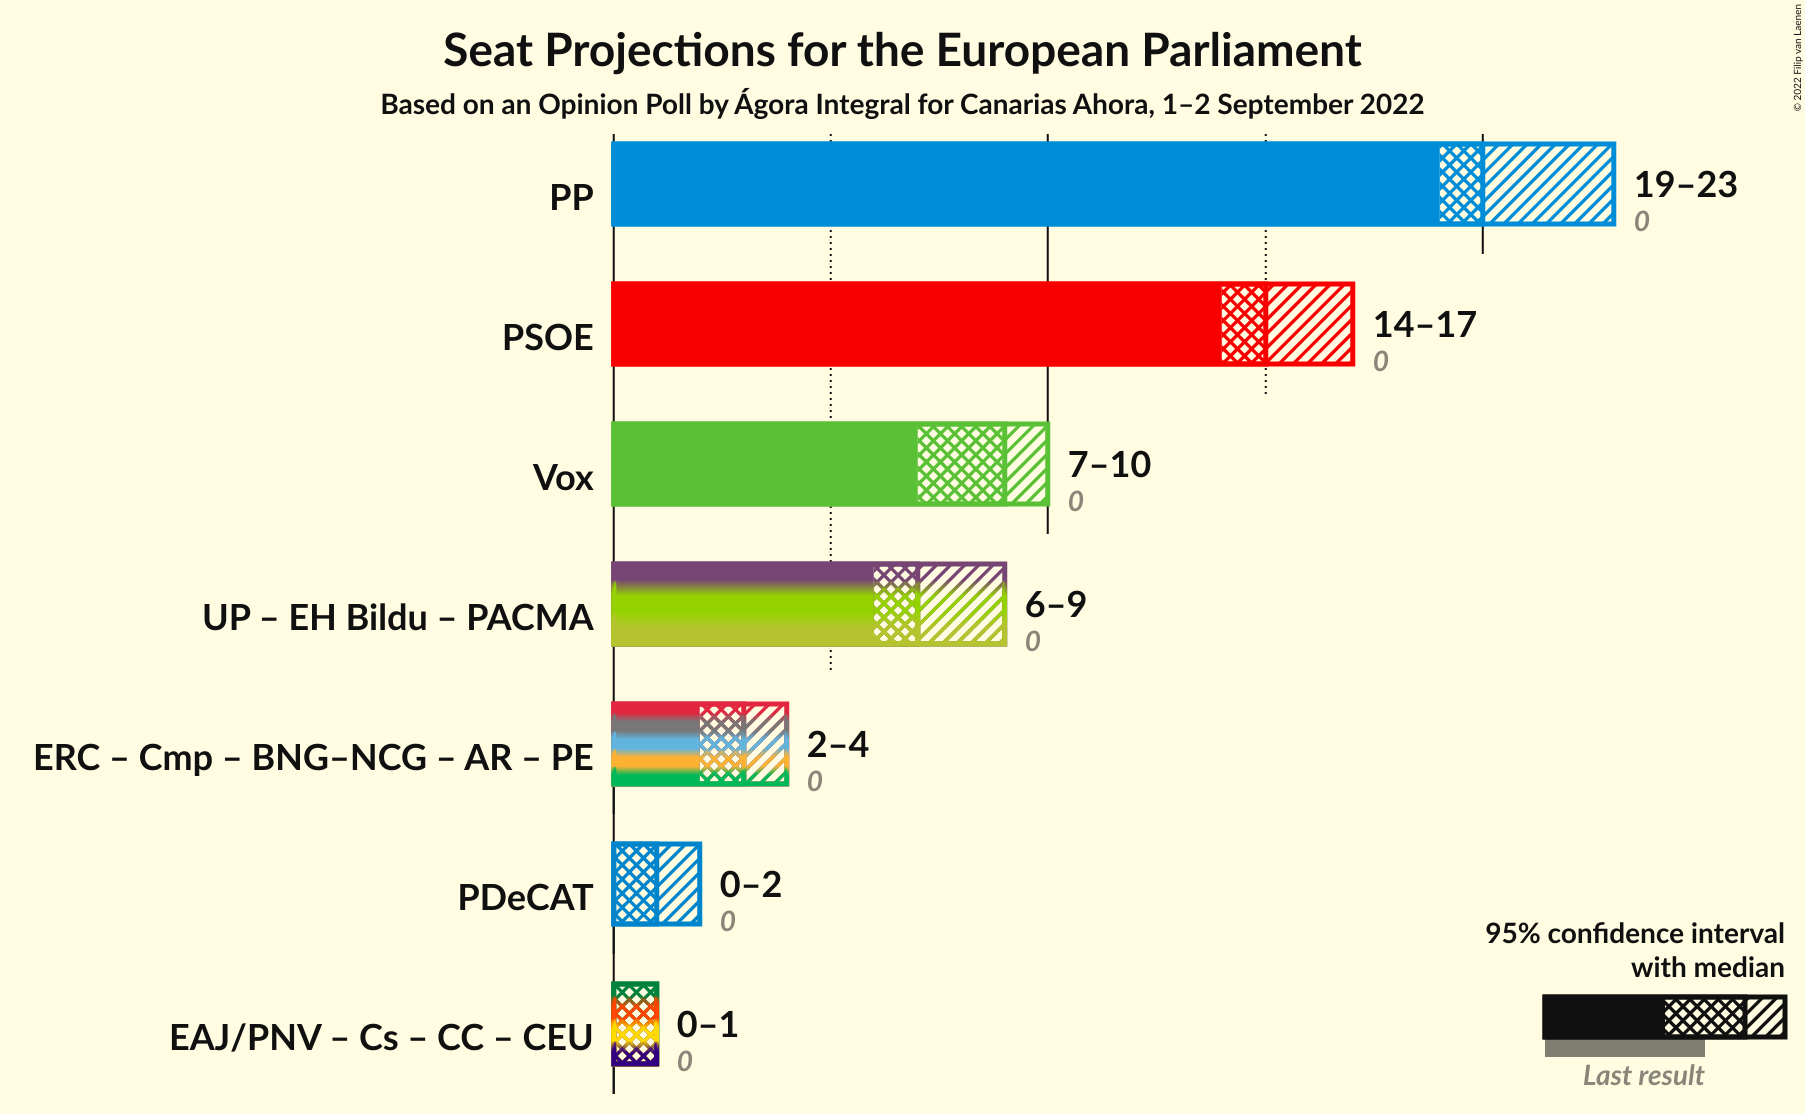 Seat Projections for the European Parliament
Based on an Opinion Poll by Ágora Integral for Canarias Ahora, 1–2 September 2022
© 2022 Filip van Laenen
PP
19–23
0
PSOE
14–17
0
Vox
7–10
0
UP – EH Bildu – PACMA
6–9
0
ERC – Cmp – BNG–NCG – AR – PE
2–4
0
PDeCAT
0–2
0
EAJ/PNV – Cs – CC – CEU
0–1
0
95% confidence interval
with median
Last result